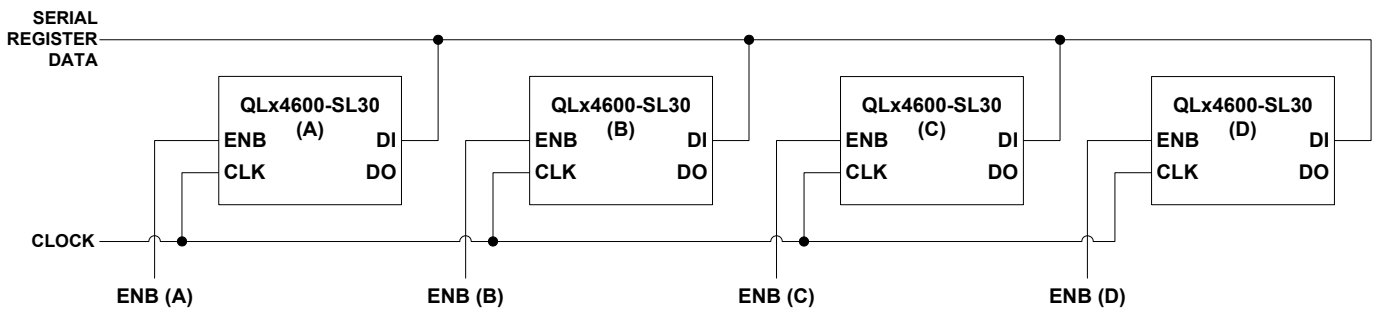 SERIAL
REGISTER
DATA
QLx4600-SL30
(A)
ENB DI
CLK DO
QLx4600-SL30
(B)
ENB DI
CLK DO
QLx4600-SL30
(C)
ENB DI
CLK DO
QLx4600-SL30
(D)
ENB DI
CLK DO
CLOCK
ENB (A) ENB (B) ENB (C) ENB (D)